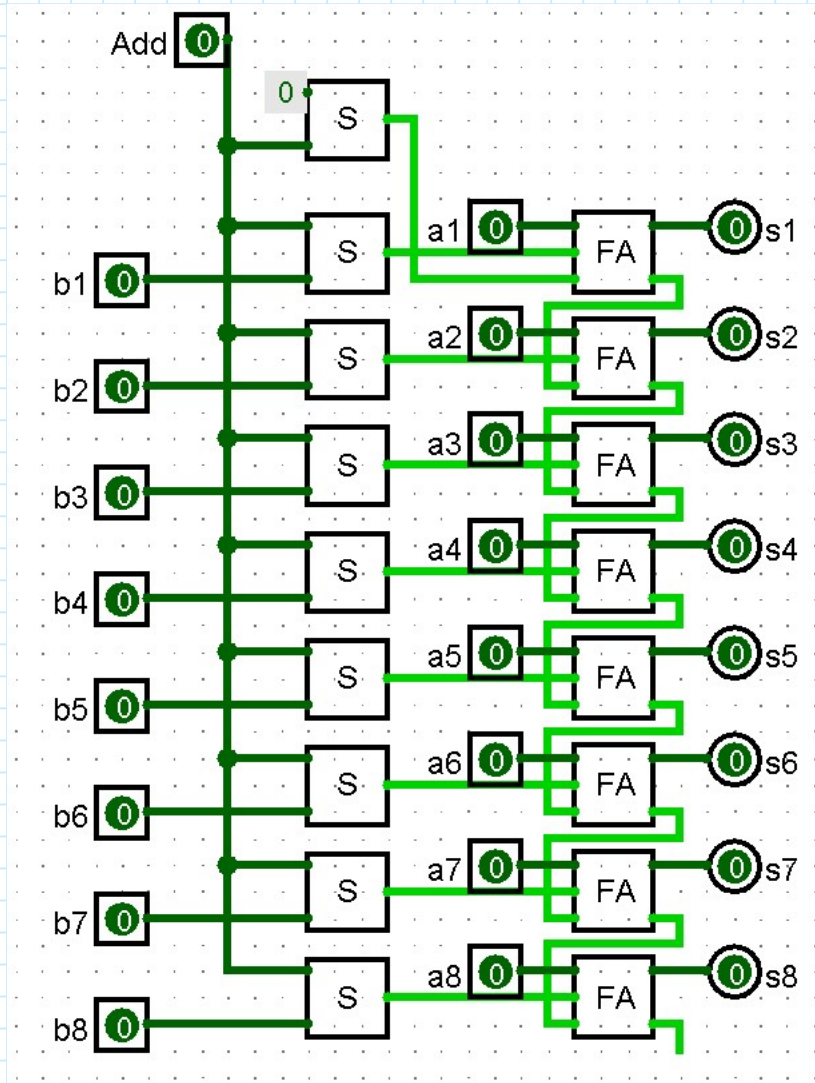 Add 0
0 S
a1 0 FA 0 s1
S
b1 0
a2 0 FA 0 s2
S
b2 0
a3 0 FA 0 s3
S
b3 0
a4 0 FA 0 s4
S
b4 0
a5 0 FA 0 s5
S
b5 0
a6 0 FA 0 s6
S
b6 0
a7 0 FA 0 s7
S
b7 0
a8 0 FA 0 s8
S
b8 0